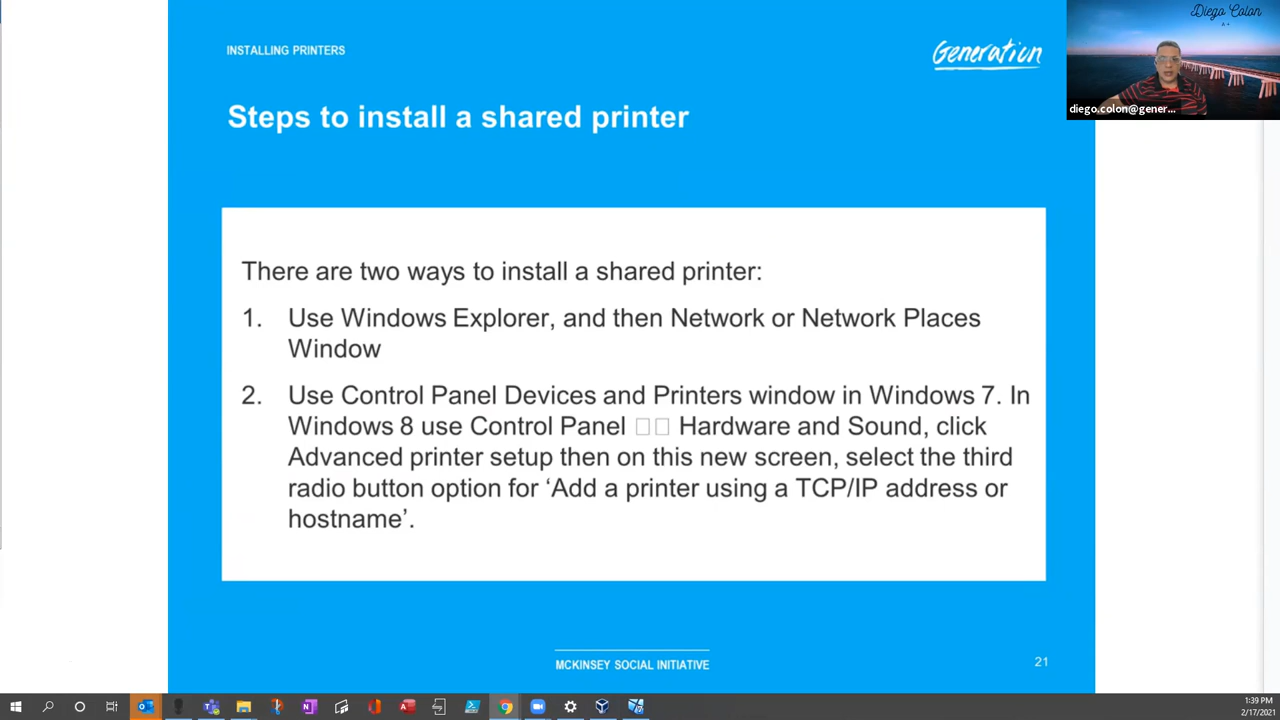 INSTALLING PRINTERS
Generation
Diego Colon
A+
diego.colon@gener...
Steps to install a shared printer
There are two ways to install a shared printer:
1. Use Windows Explorer, and then Network or Network Places
Window
2. Use Control Panel Devices and Printers window in Windows 7. In
Windows 8 use Control Panel □□ Hardware and Sound, click
Advanced printer setup then on this new screen, select the third
radio button option for ‘Add a printer using a TCP/IP address or
hostname’.
MCKINSEY SOCIAL INITIATIVE
21
1:39 PM
2/17/2021